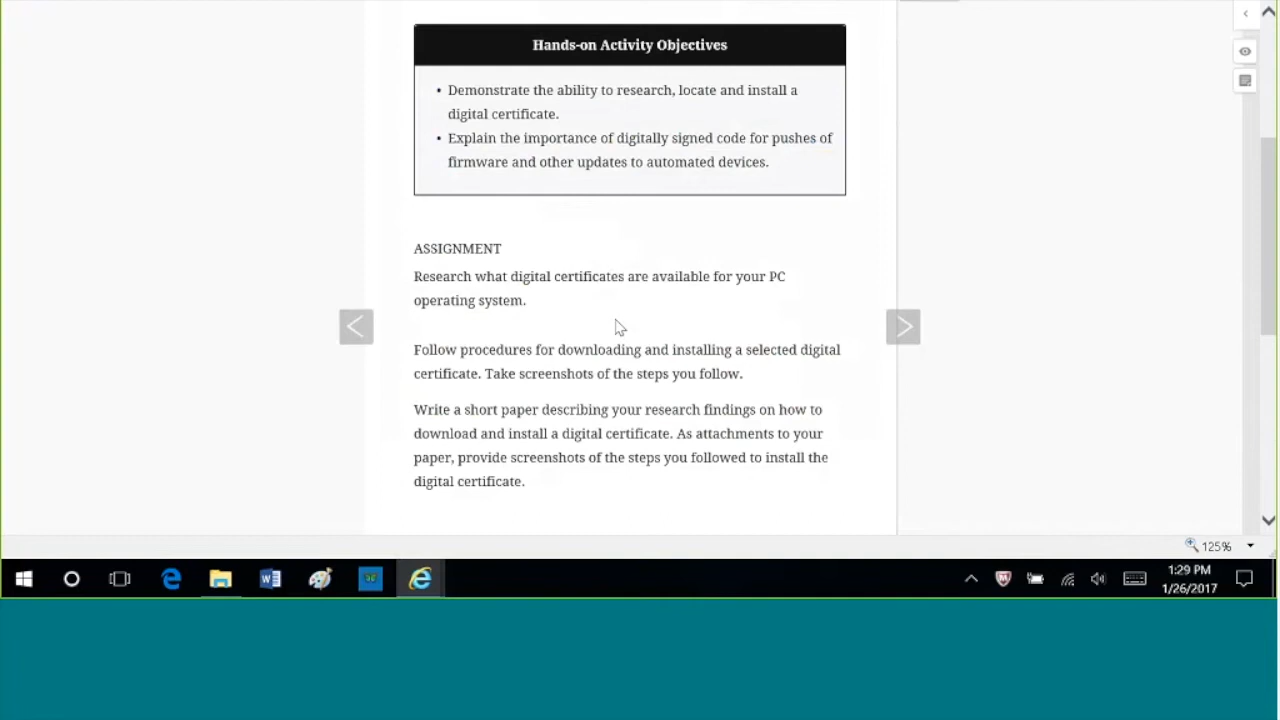 Hands-on Activity Objectives
• Demonstrate the ability to research, locate and install a
digital certificate.
• Explain the importance of digitally signed code for pushes of
firmware and other updates to automated devices.
ASSIGNMENT
Research what digital certificates are available for your PC
operating system.
Follow procedures for downloading and installing a selected digital
certificate. Take screenshots of the steps you follow.
Write a short paper describing your research findings on how to
download and install a digital certificate. As attachments to your
paper, provide screenshots of the steps you followed to install the
digital certificate.
125%
1:29 PM
1/26/2017